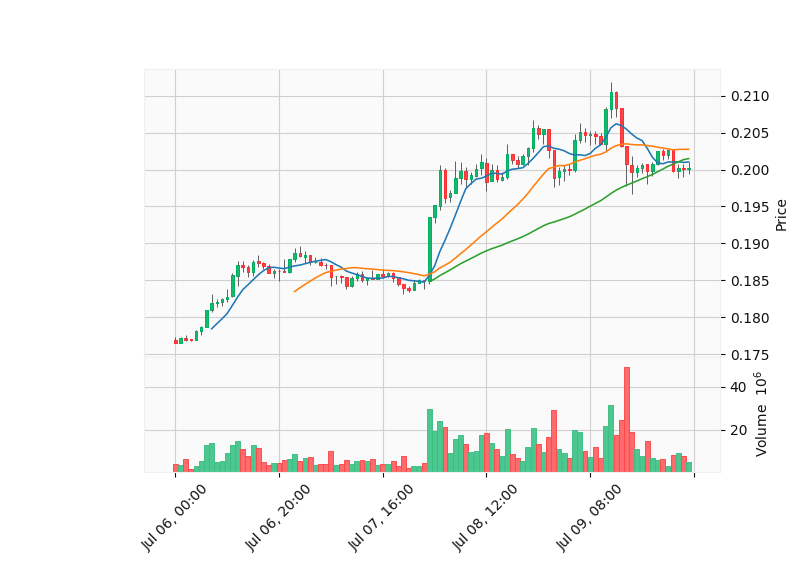 0.210
0.205
0.200
0.195
0.190
0.185
0.180
0.175
Price
40
20
Volume 10^6
Jul 06, 00:00
Jul 06, 20:00
Jul 07, 16:00
Jul 08, 12:00
Jul 09, 08:00